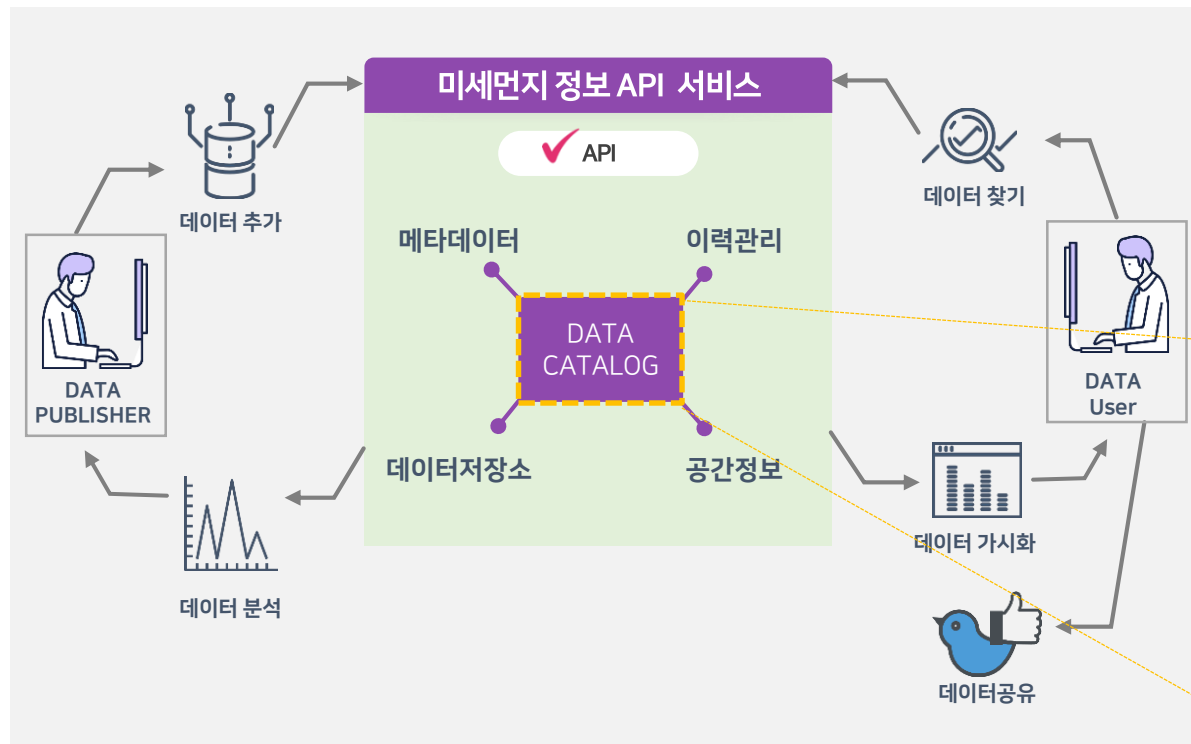 미세먼지 정보 API 서비스
API
데이터 추가
데이터 찾기
메타데이터
이력관리
DATA
CATALOG
DATA
PUBLISHER
DATA
User
데이터저장소
공간정보
데이터 가시화
데이터 분석
데이터공유